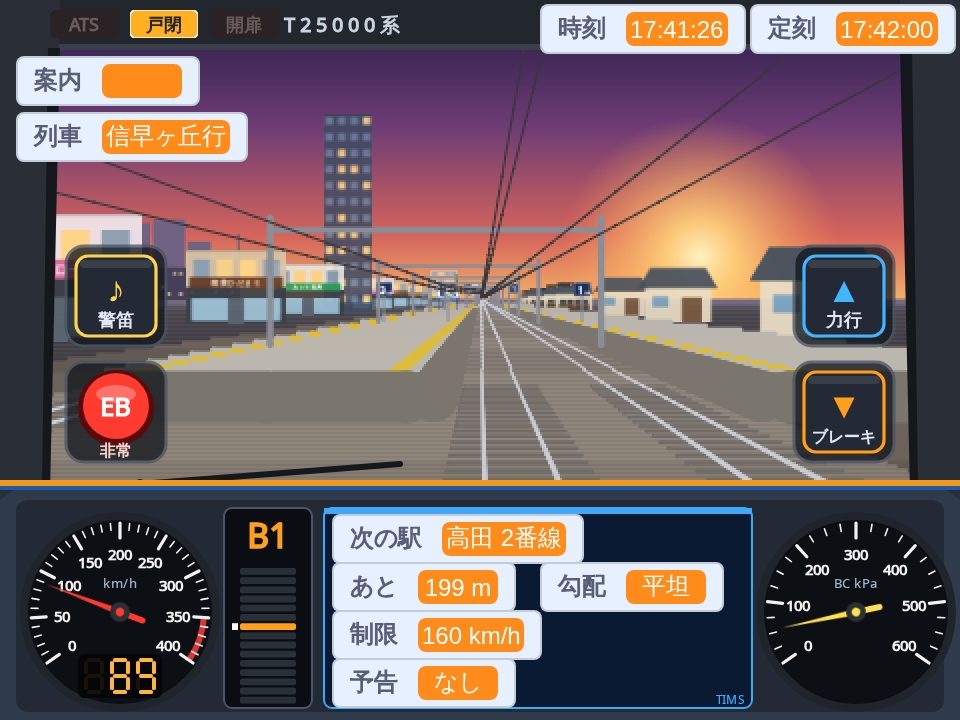 ATS 戸閉 開扉 T25000系
時刻 17:41:26 定刻 17:42:00
案内
列車 信早ヶ丘行
♪
警笛
▲
力行
EB
非常
▼
ブレーキ
B1
次の駅 高田 2番線
あと 199 m 勾配 平坦
制限 160 km/h
予告 なし
TIMS
km/h
0 50 100 150 200 250 300 350 400
89
BC kPa
0 100 200 300 400 500 600